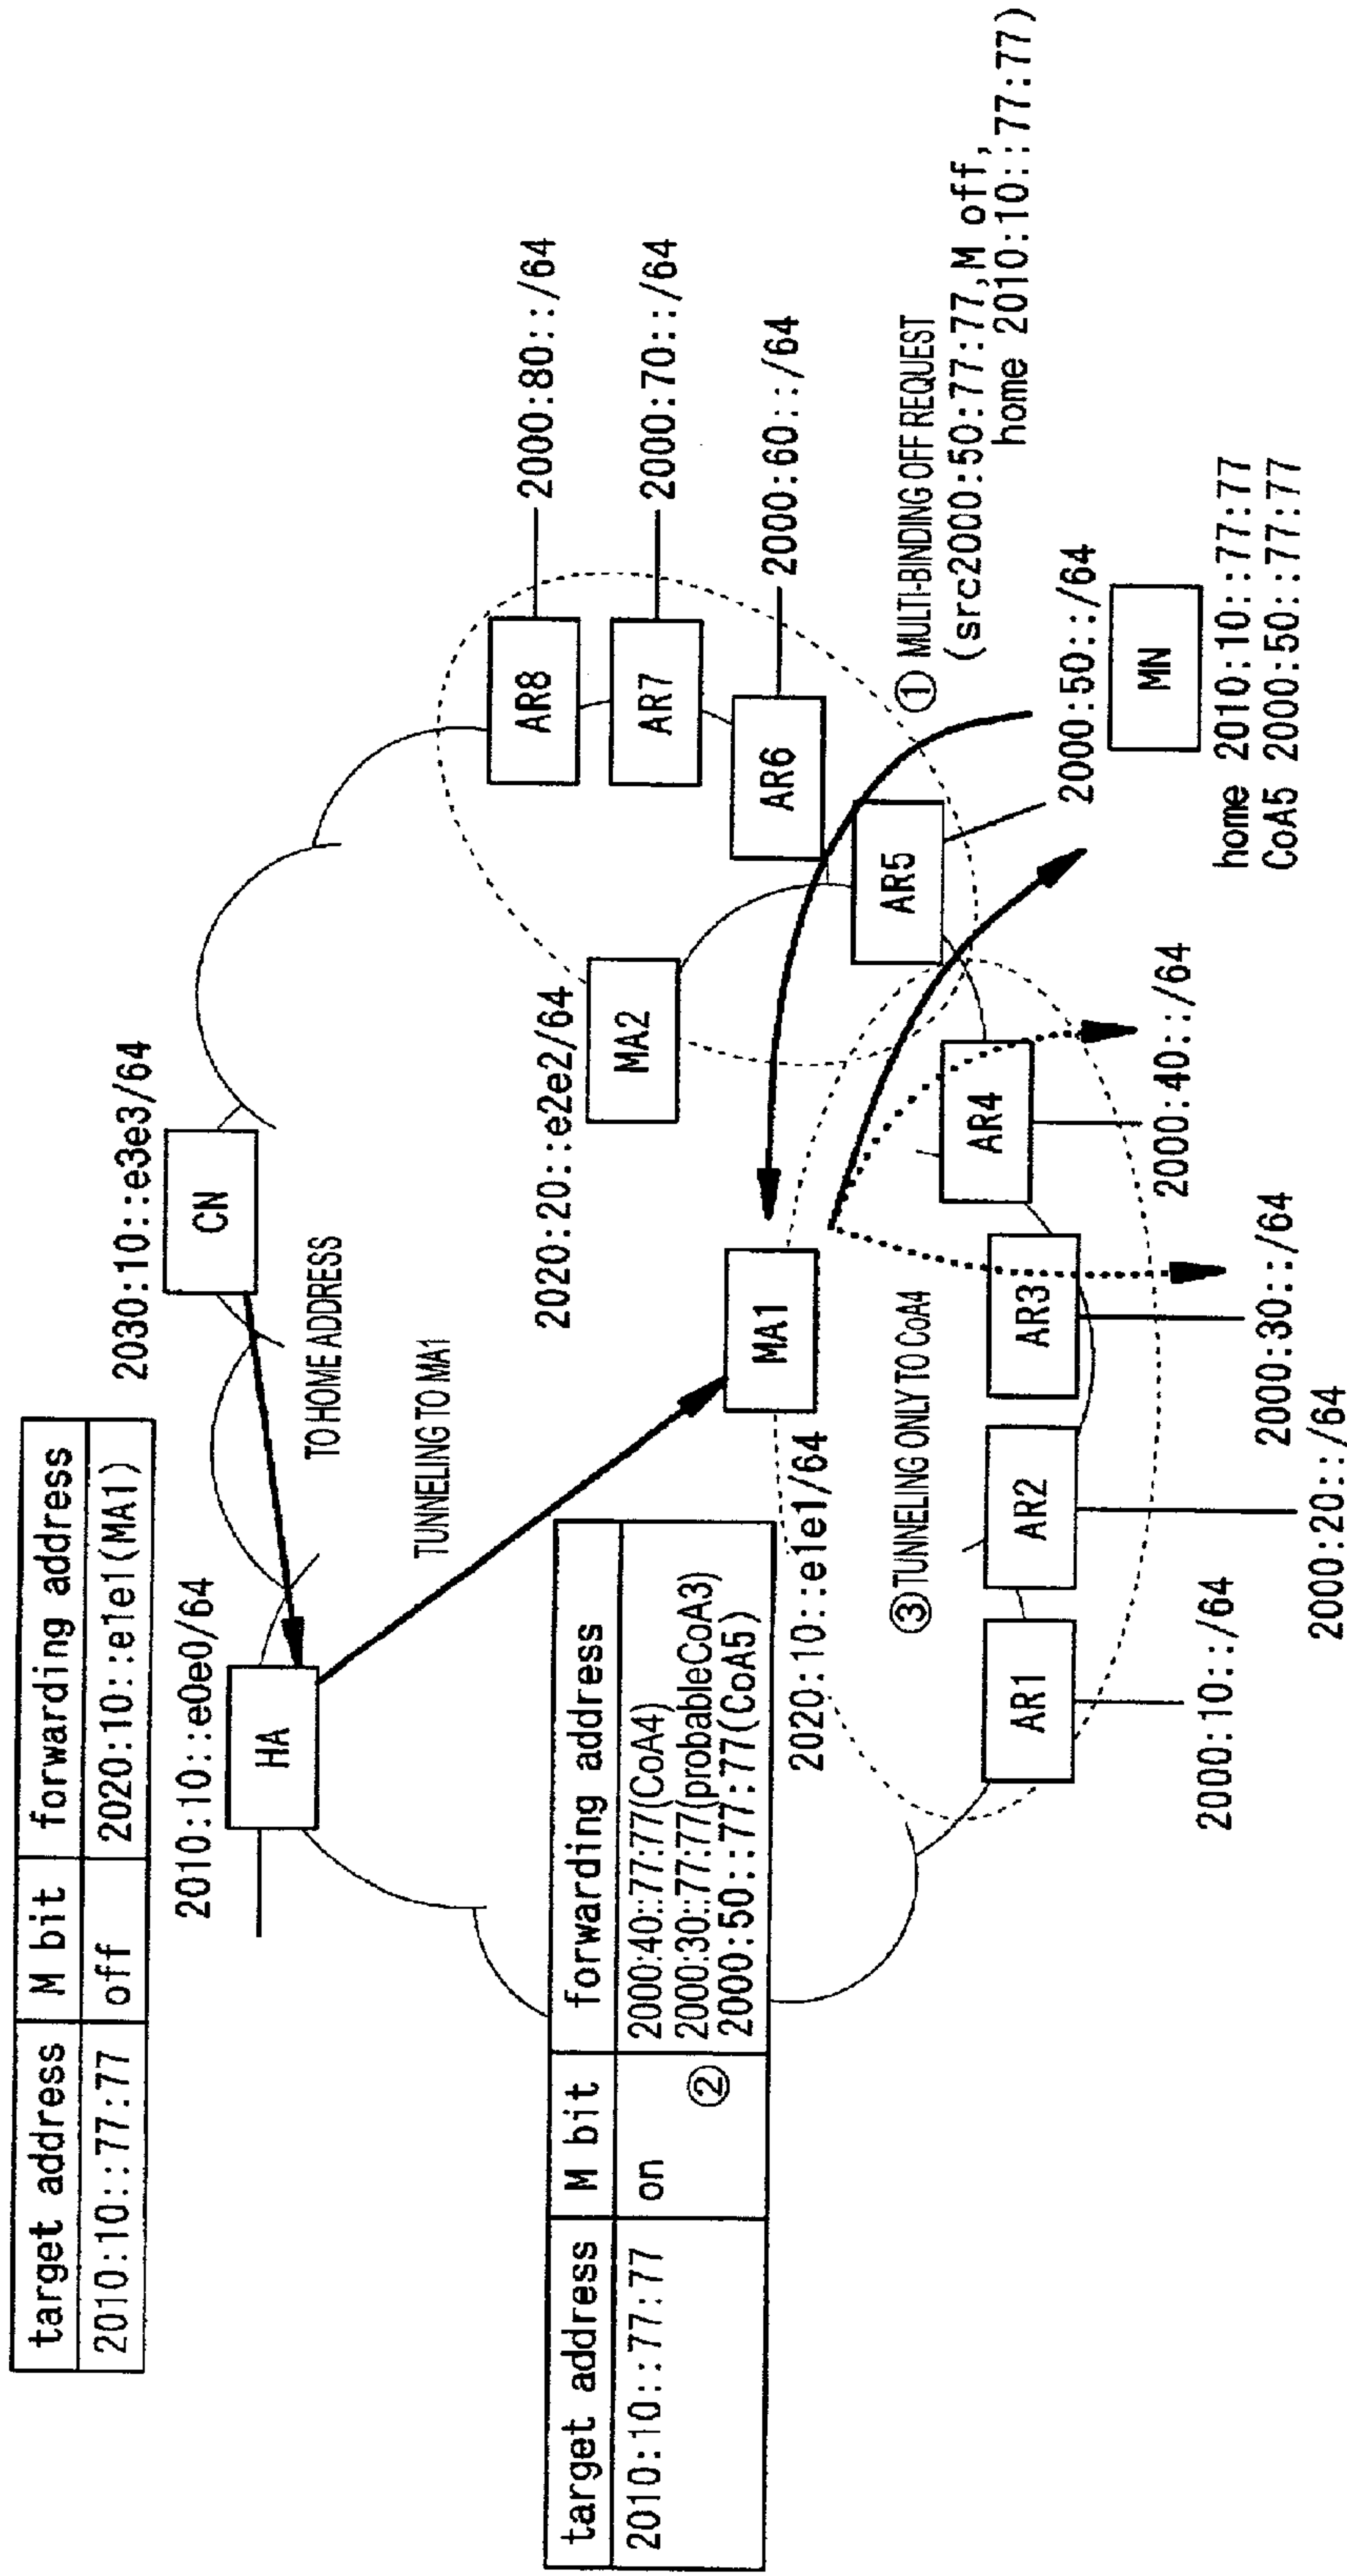 target address M bit forwarding address
2010:10::77:77 off 2020:10::e1e1(MA1)
2010:10::e0e0/64
HA
2030:10::e3e3/64
CN
TO HOME ADDRESS
TUNNELING TO MA1
target address M bit forwarding address
2010:10::77:77 on 2000:40::77:77(CoA4)
② 2000:30::77:77(probableCoA3)
2000:50::77:77(CoA5)
2020:20::e2e2/64
MA2
AR8
2000:80::/64
AR7
2000:70::/64
AR6
2000:60::/64
MA1
2020:10::e1e1/64
AR5
① MULTI-BINDING OFF REQUEST
(src2000:50:77:77,M off,
home 2010:10::77:77)
③TUNNELING ONLY TO CoA4
AR1
AR2
AR3
AR4
2000:50::/64
MN
2000:10::/64
2000:20::/64
2000:30::/64
2000:40::/64
home 2010:10::77:77
CoA5 2000:50::77:77